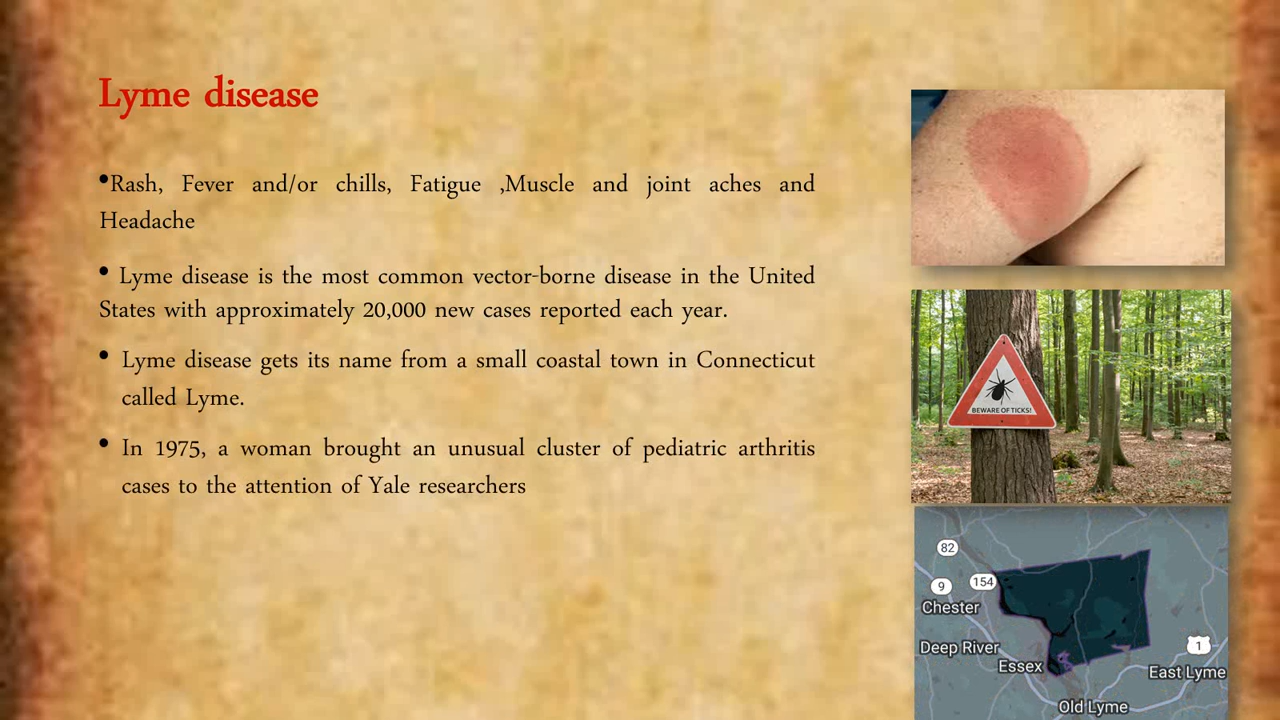 Lyme disease
•Rash, Fever and/or chills, Fatigue ,Muscle and joint aches and
Headache
• Lyme disease is the most common vector-borne disease in the United
States with approximately 20,000 new cases reported each year.
• Lyme disease gets its name from a small coastal town in Connecticut
called Lyme.
• In 1975, a woman brought an unusual cluster of pediatric arthritis
cases to the attention of Yale researchers
BEWARE OF TICKS!
82
9
154
Chester
Deep River
Essex
1
East Lyme
Old Lyme